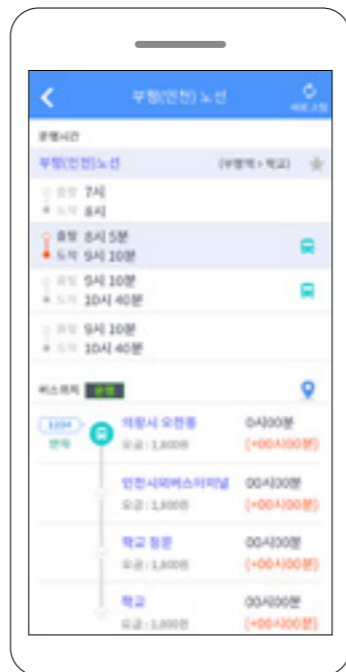 부평(인천) 노선
새로고침
운행시간
부평(인천)노선 (부평역 > 학교)
출발 7시
도착 8시
출발 8시 5분
도착 9시 10분
출발 9시 10분
도착 10시 40분
출발 9시 10분
도착 10시 40분
버스위치 운행
1234 의왕시 오전동 0시00분
요금 : 1,800원 (+00시00분)
인천시외버스터미널 00시00분
요금 : 1,800원 (+00시00분)
학교 정문 00시00분
요금 : 1,800원 (+00시00분)
학교 00시00분
요금 : 1,800원 (+00시00분)